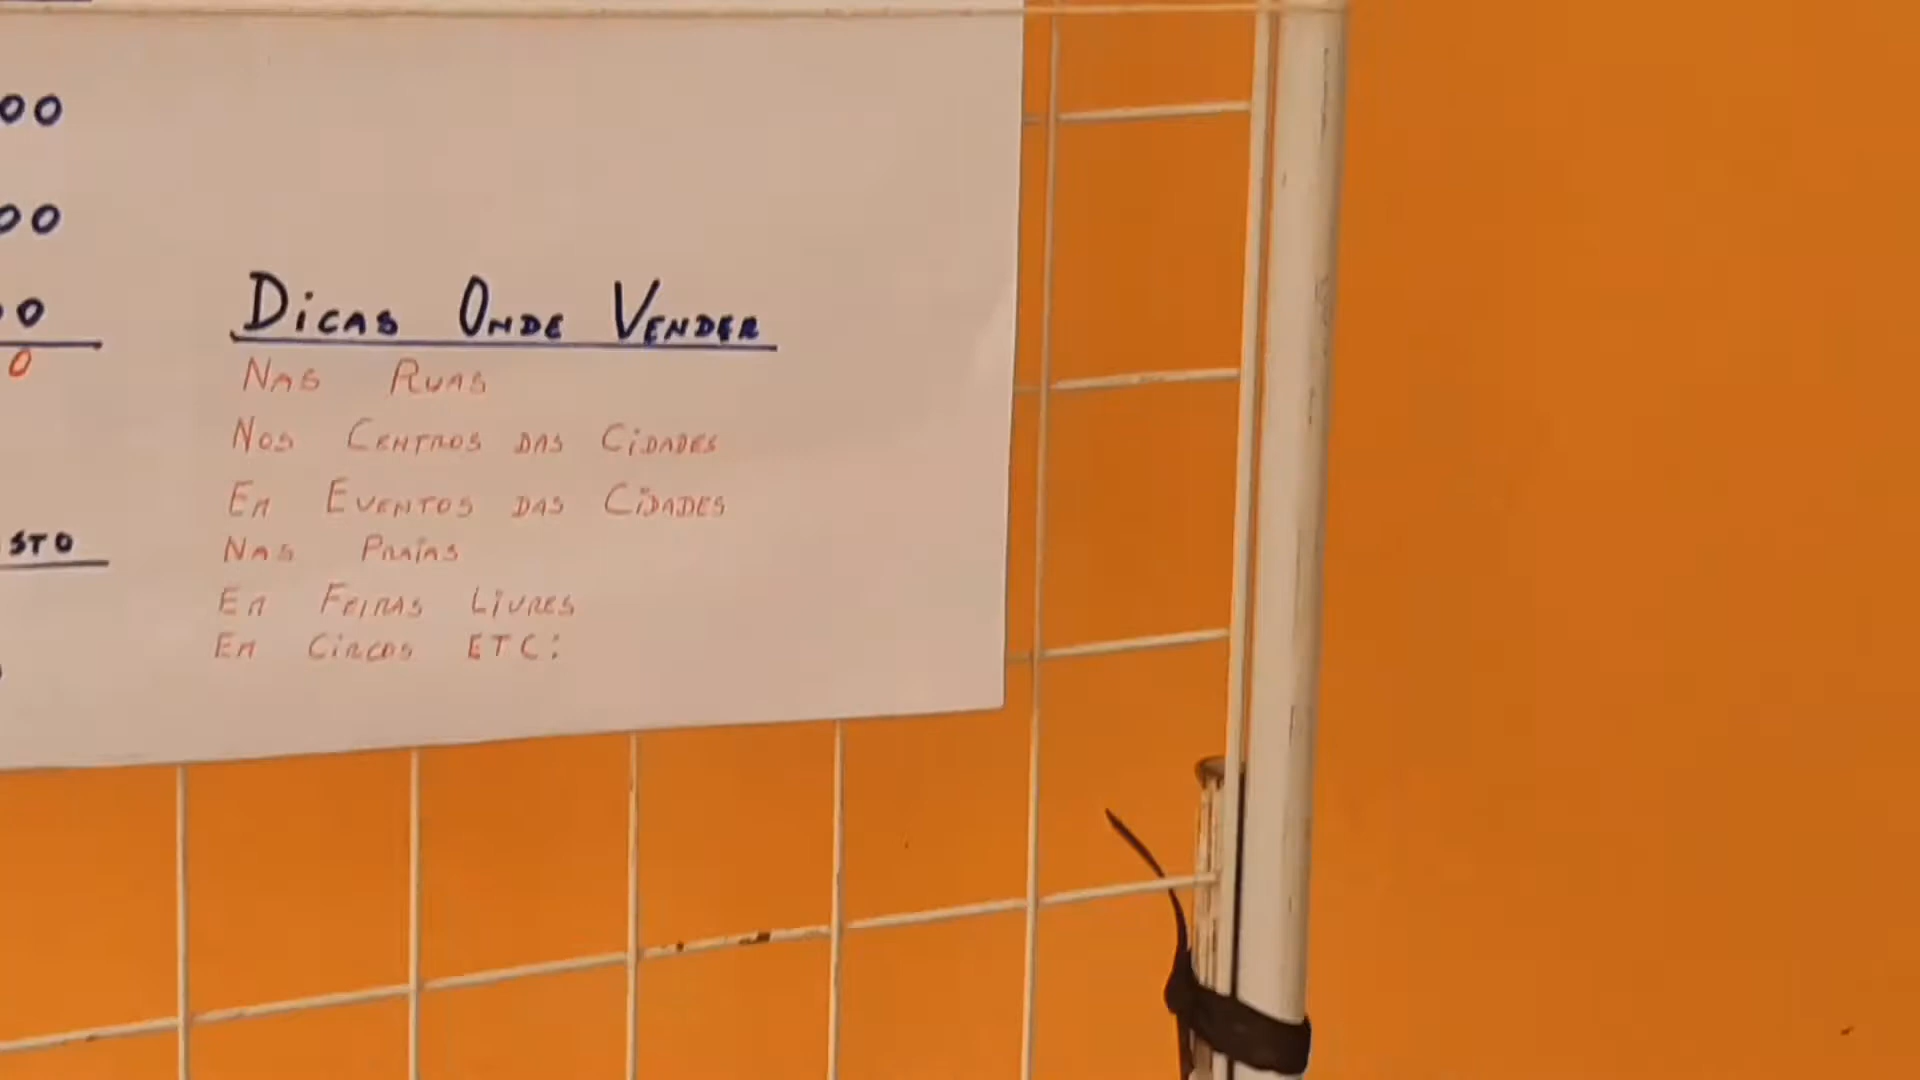 00
00
0
0
STO
DICAS ONDE VENDER
NAS RUAS
NOS CENTROS DAS CIDADES
EM EVENTOS DAS CIDADES
NAS PRAIAS
EM FEIRAS LIVRES
EM CIRCOS ETC: